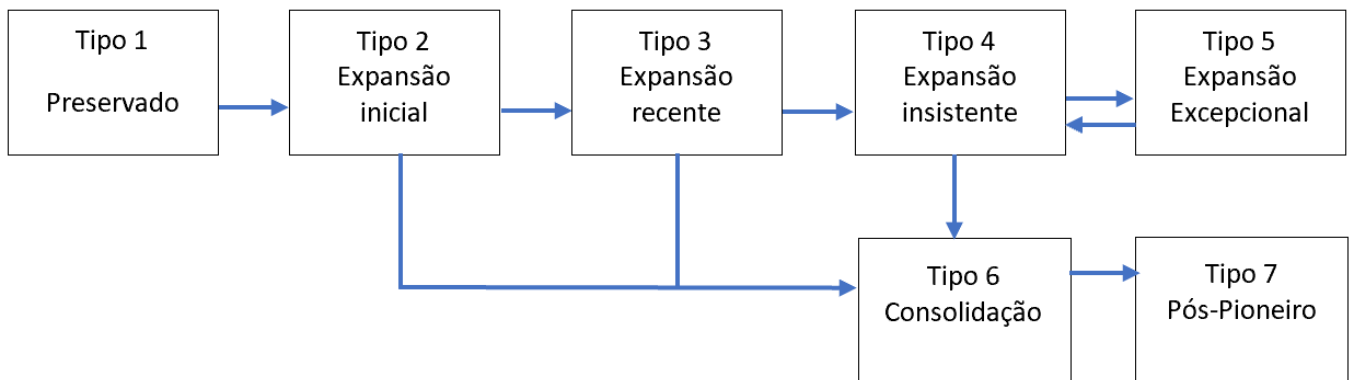 Tipo 1
Preservado
Tipo 2
Expansão
inicial
Tipo 3
Expansão
recente
Tipo 4
Expansão
insistente
Tipo 5
Expansão
Excepcional
Tipo 6
Consolidação
Tipo 7
Pós-Pioneiro